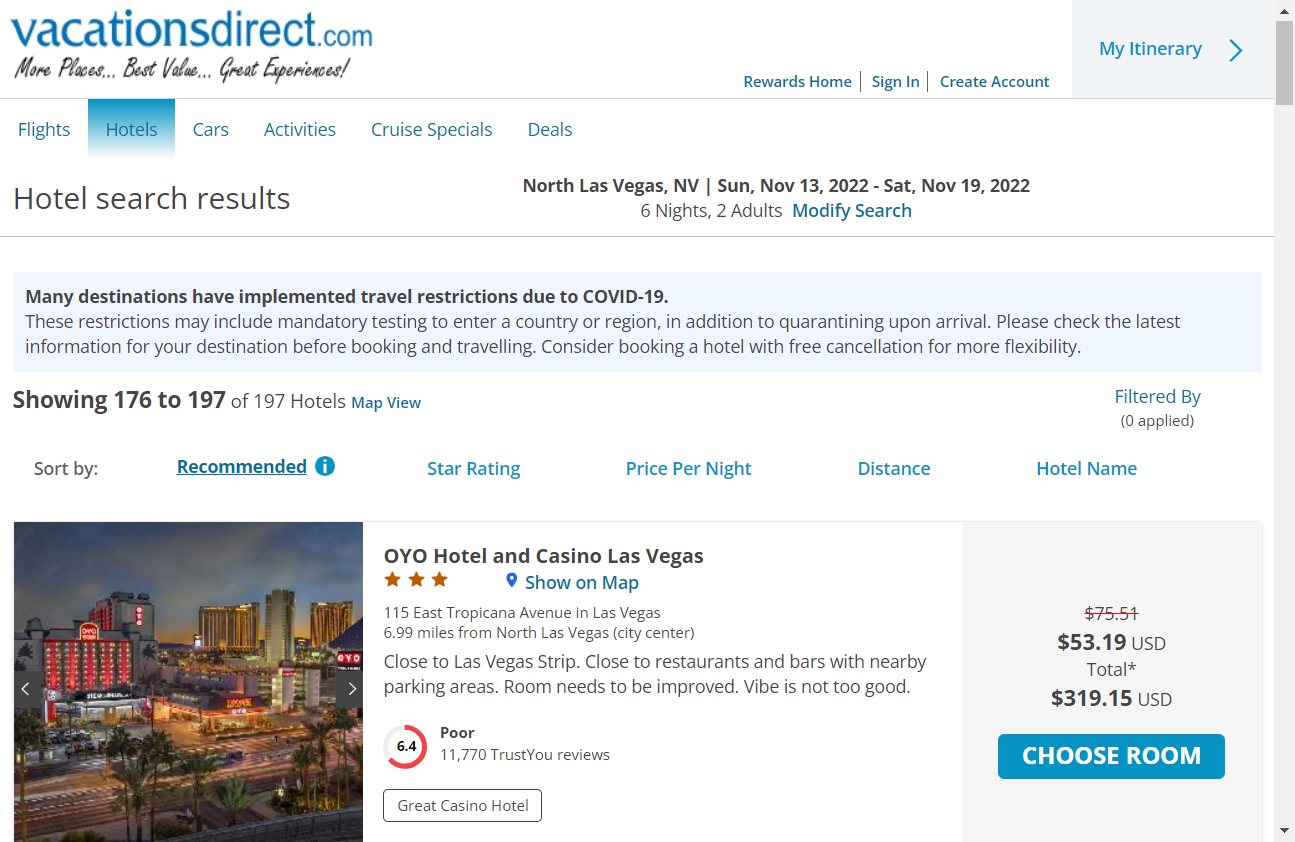 vacationsdirect.com
More Places... Best Value... Great Experiences!
My Itinerary
Rewards Home
Sign In
Create Account
Flights
Hotels
Cars
Activities
Cruise Specials
Deals
Hotel search results
North Las Vegas, NV | Sun, Nov 13, 2022 - Sat, Nov 19, 2022
6 Nights, 2 Adults Modify Search
Many destinations have implemented travel restrictions due to COVID-19.
These restrictions may include mandatory testing to enter a country or region, in addition to quarantining upon arrival. Please check the latest
information for your destination before booking and travelling. Consider booking a hotel with free cancellation for more flexibility.
Showing 176 to 197 of 197 Hotels Map View
Filtered By
(0 applied)
Sort by:
Recommended
Star Rating
Price Per Night
Distance
Hotel Name
OYO Hotel and Casino Las Vegas
Show on Map
115 East Tropicana Avenue in Las Vegas
6.99 miles from North Las Vegas (city center)
Close to Las Vegas Strip. Close to restaurants and bars with nearby
parking areas. Room needs to be improved. Vibe is not too good.
6.4
Poor
11,770 TrustYou reviews
Great Casino Hotel
$75.51
$53.19 USD
Total*
$319.15 USD
CHOOSE ROOM
OYO
OYO
OYO